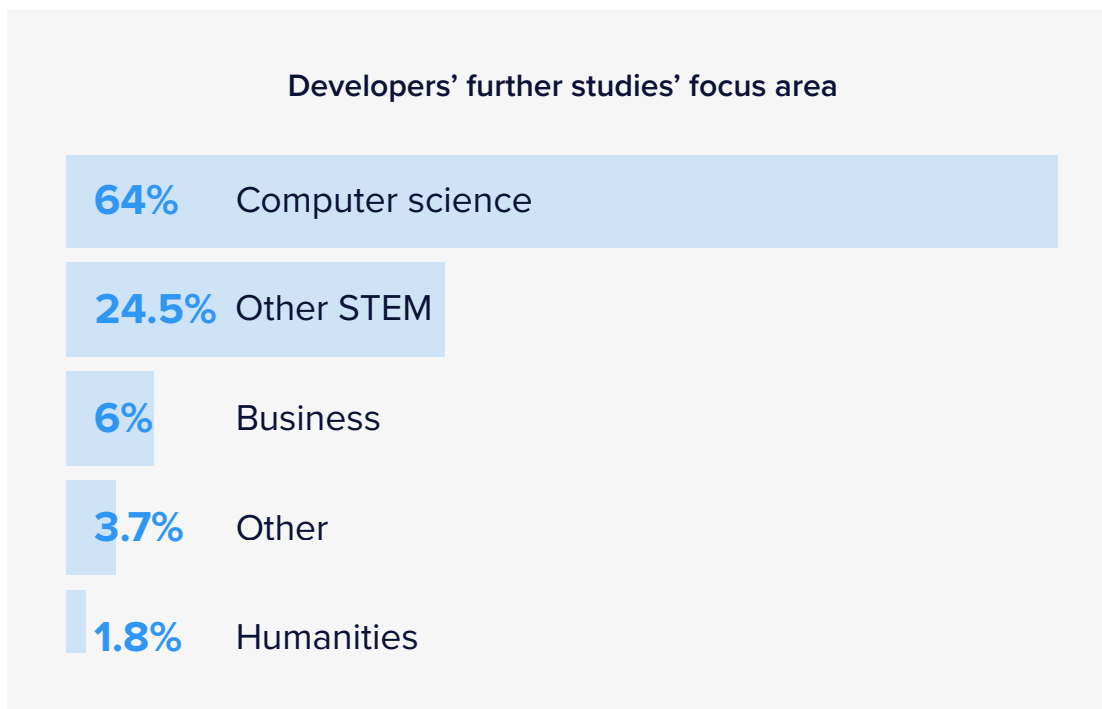 Developers’ further studies’ focus area
64% Computer science
24.5% Other STEM
6% Business
3.7% Other
1.8% Humanities